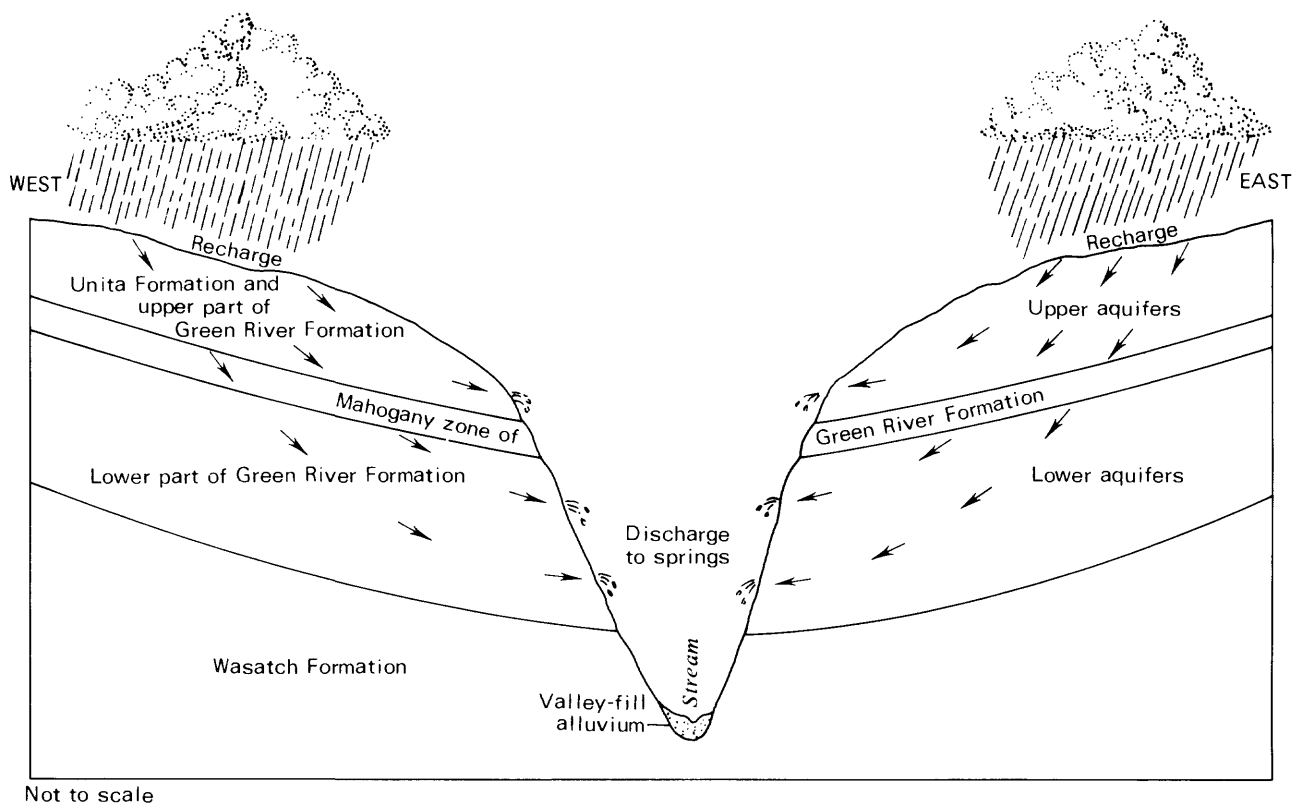 WEST
EAST
Recharge
Recharge
Unita Formation and
upper part of
Green River Formation
Upper aquifers
Mahogany zone of
Green River Formation
Lower part of Green River Formation
Lower aquifers
Discharge
to springs
Wasatch Formation
Stream
Valley-fill
alluvium
Not to scale